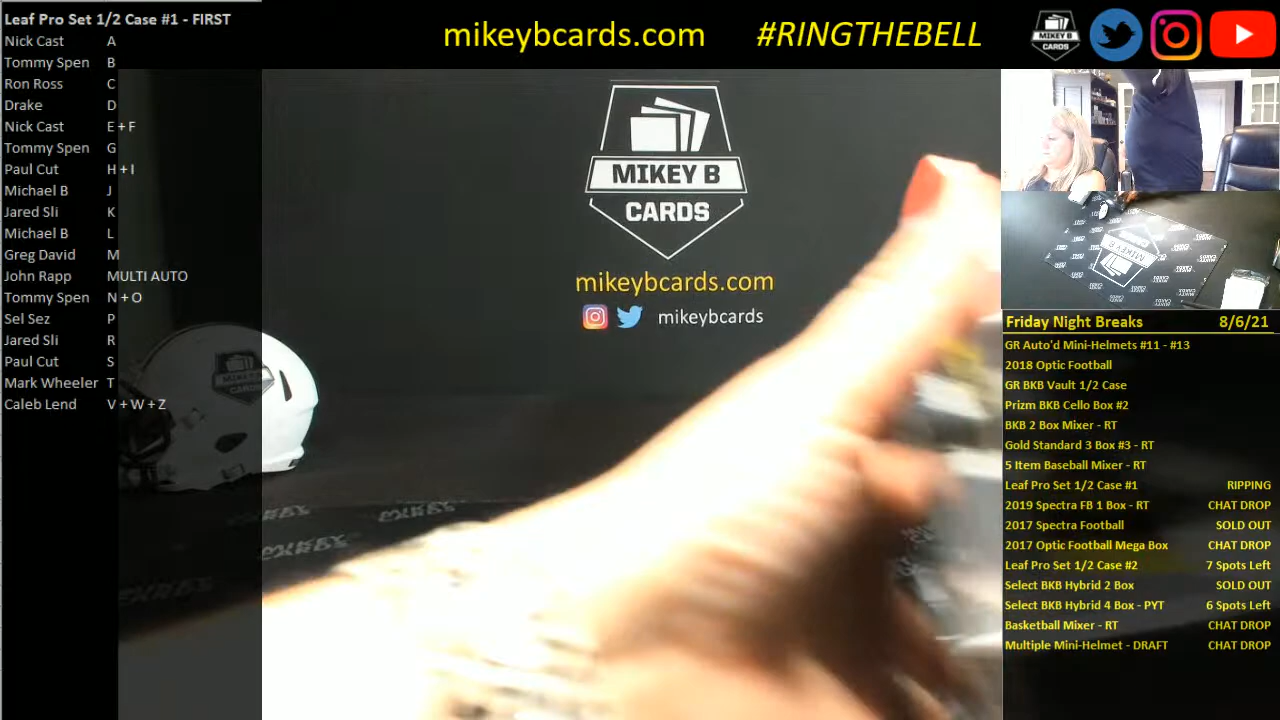 Leaf Pro Set 1/2 Case #1 - FIRST
Nick Cast A
Tommy Spen B
Ron Ross C
Drake D
Nick Cast E + F
Tommy Spen G
Paul Cut H + I
Michael B J
Jared Sli K
Michael B L
Greg David M
John Rapp MULTI AUTO
Tommy Spen N + O
Sel Sez P
Jared Sli R
Paul Cut S
Mark Wheeler T
Caleb Lend V + W + Z
mikeybcards.com #RINGTHEBELL
MIKEY B
CARDS
MIKEY B
CARDS
mikeybcards.com
mikeybcards
Friday Night Breaks 8/6/21
GR Auto'd Mini-Helmets #11 - #13
2018 Optic Football
GR BKB Vault 1/2 Case
Prizm BKB Cello Box #2
BKB 2 Box Mixer - RT
Gold Standard 3 Box #3 - RT
5 Item Baseball Mixer - RT
Leaf Pro Set 1/2 Case #1 RIPPING
2019 Spectra FB 1 Box - RT CHAT DROP
2017 Spectra Football SOLD OUT
2017 Optic Football Mega Box CHAT DROP
Leaf Pro Set 1/2 Case #2 7 Spots Left
Select BKB Hybrid 2 Box SOLD OUT
Select BKB Hybrid 4 Box - PYT 6 Spots Left
Basketball Mixer - RT CHAT DROP
Multiple Mini-Helmet - DRAFT CHAT DROP